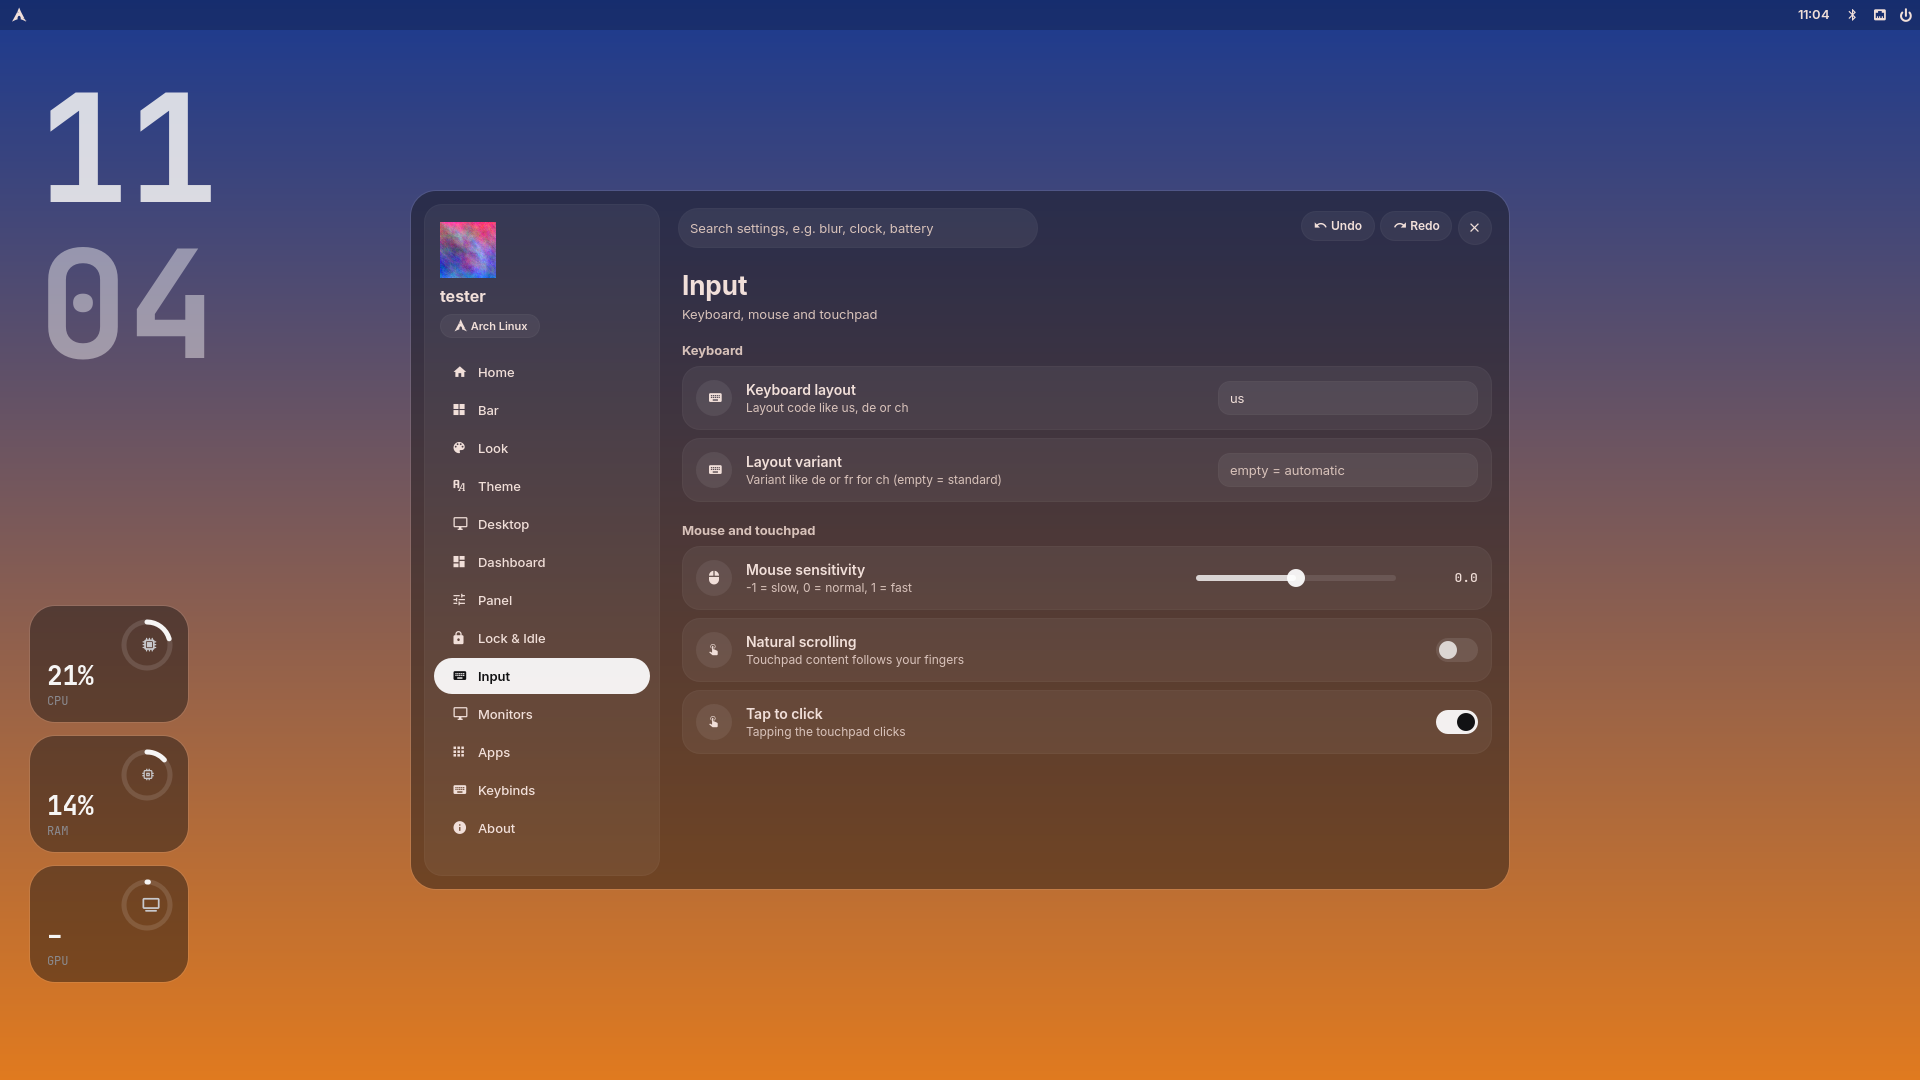 11:04
11
04
21%
CPU
14%
RAM
–
GPU
tester
Arch Linux
Home
Bar
Look
Theme
Desktop
Dashboard
Panel
Lock & Idle
Input
Monitors
Apps
Keybinds
About
Search settings, e.g. blur, clock, battery
Undo
Redo
Input
Keyboard, mouse and touchpad
Keyboard
Keyboard layout
Layout code like us, de or ch
us
Layout variant
Variant like de or fr for ch (empty = standard)
empty = automatic
Mouse and touchpad
Mouse sensitivity
-1 = slow, 0 = normal, 1 = fast
0.0
Natural scrolling
Touchpad content follows your fingers
Tap to click
Tapping the touchpad clicks